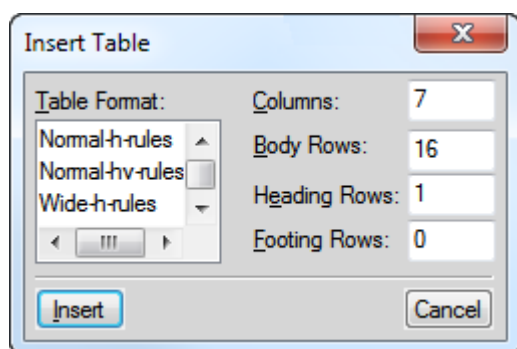 Insert Table
Table Format:
Normal-h-rules
Normal-hv-rules
Wide-h-rules
Columns: 7
Body Rows: 16
Heading Rows: 1
Footing Rows: 0
Insert
Cancel